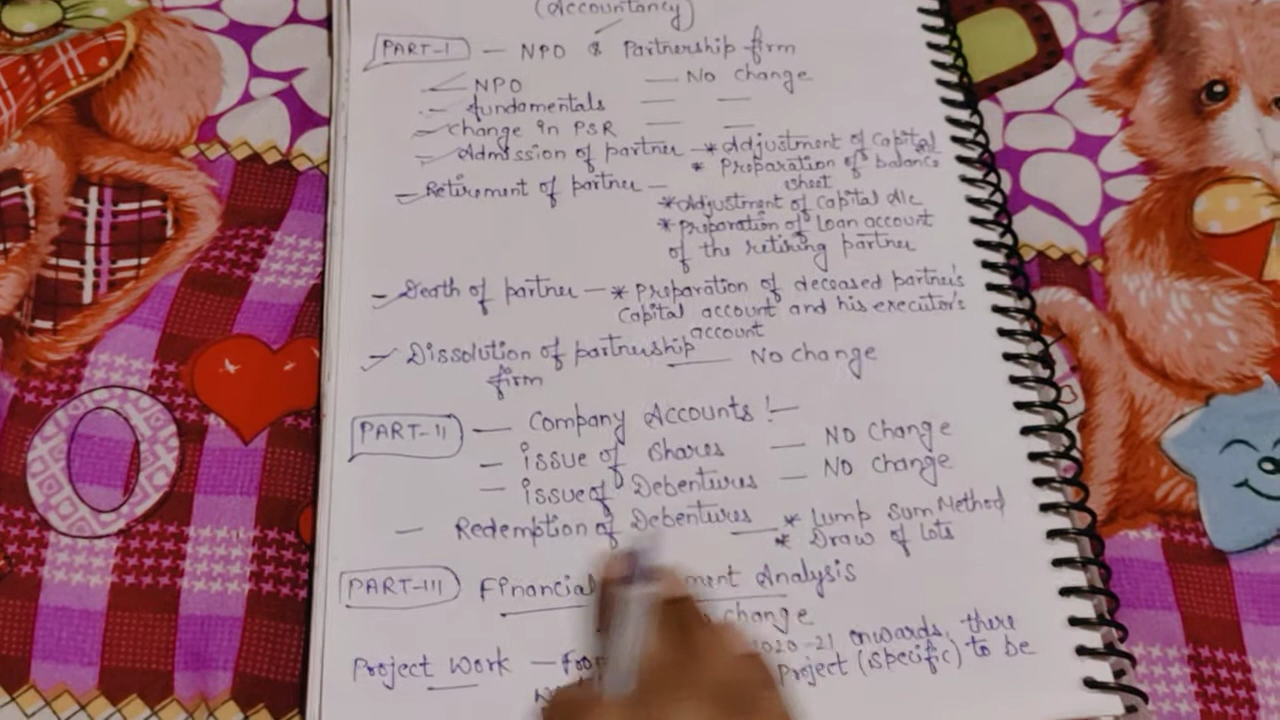 (Accountancy)
PART-I — NPO & Partnership firm
- NPO — No change
- fundamentals — —
- change in PSR — —
- Admission of partner - * Adjustment of capital
* Preparation of balance
sheet
- Retirement of partner -
* Adjustment of capital a/c
* preparation of Loan account
of the retiring partner
- Death of partner - * preparation of deceased partner's
Capital account and his executor's
account
- Dissolution of partnership — No change
firm
PART-II — Company Accounts !-
- issue of shares — NO change
- issue of Debentures — No change
- Redemption of Debentures — * Lump sum Method
* Draw of lots
PART-III Financial Analysis
change
2020-21 onwards, there
Project work - project (specific) to be